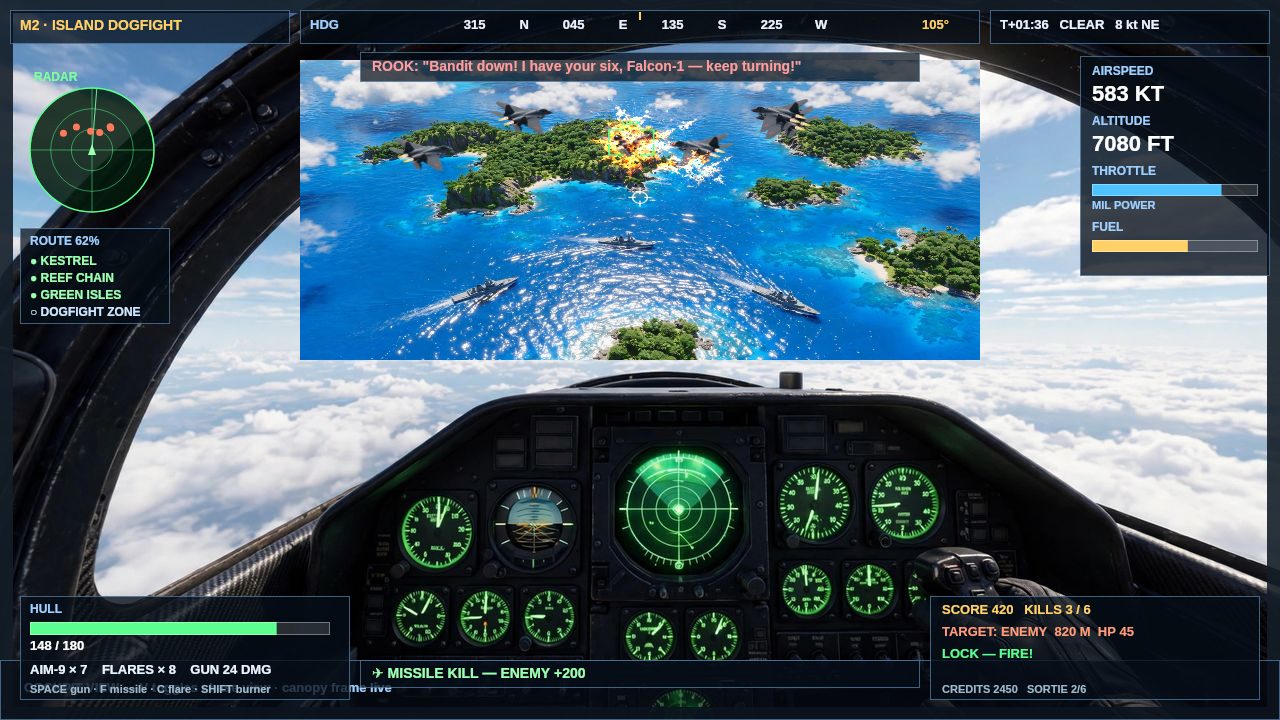 M2 · ISLAND DOGFIGHT
HDG 315 N 045 E 135 S 225 W 105°
T+01:36 CLEAR 8 kt NE
ROOK: "Bandit down! I have your six, Falcon-1 — keep turning!"
RADAR
AIRSPEED
583 KT
ALTITUDE
7080 FT
THROTTLE
MIL POWER
FUEL
ROUTE 62%
● KESTREL
● REEF CHAIN
● GREEN ISLES
○ DOGFIGHT ZONE
HULL
148 / 180
AIM-9 × 7 FLARES × 8 GUN 24 DMG
SPACE gun · F missile · C flare · SHIFT burner
· canopy frame live
✈ MISSILE KILL — ENEMY +200
SCORE 420 KILLS 3 / 6
TARGET: ENEMY 820 M HP 45
LOCK — FIRE!
CREDITS 2450 SORTIE 2/6